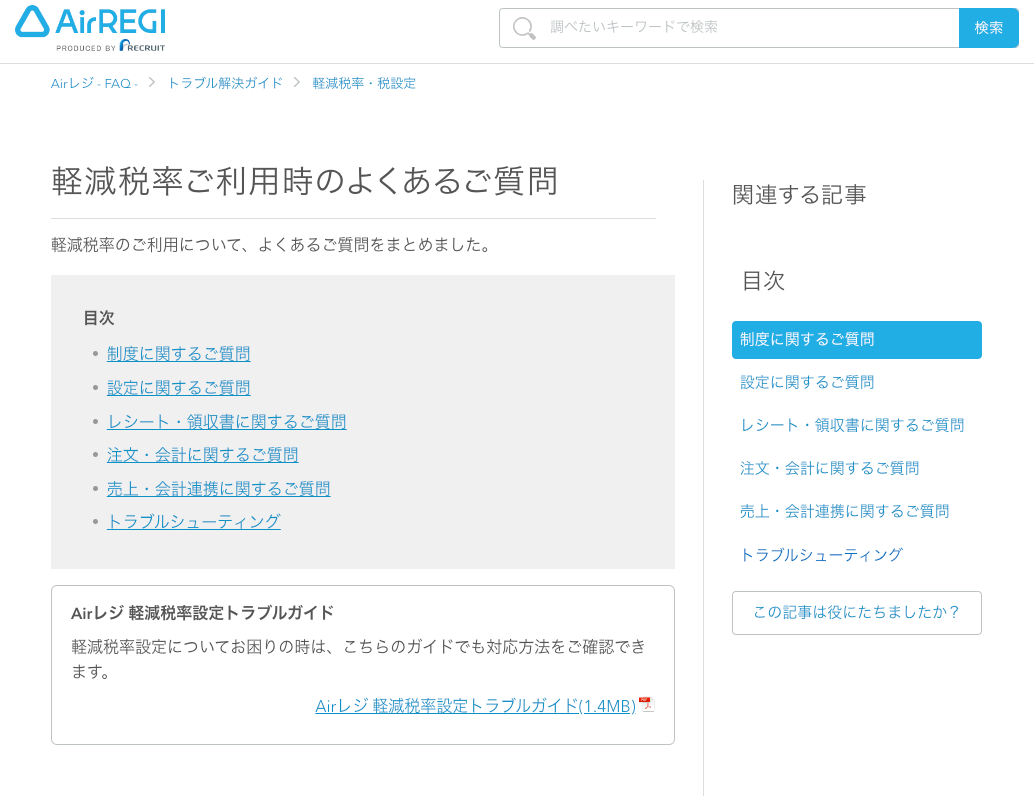 AirREGI
PRODUCED BY RECRUIT
調べたいキーワードで検索
検索
Airレジ - FAQ -
トラブル解決ガイド
軽減税率・税設定
軽減税率ご利用時のよくあるご質問
軽減税率のご利用について、よくあるご質問をまとめました。
目次
制度に関するご質問
設定に関するご質問
レシート・領収書に関するご質問
注文・会計に関するご質問
売上・会計連携に関するご質問
トラブルシューティング
Airレジ 軽減税率設定トラブルガイド
軽減税率設定についてお困りの時は、こちらのガイドでも対応方法をご確認でき
ます。
Airレジ 軽減税率設定トラブルガイド(1.4MB)
関連する記事
目次
制度に関するご質問
設定に関するご質問
レシート・領収書に関するご質問
注文・会計に関するご質問
売上・会計連携に関するご質問
トラブルシューティング
この記事は役にたちましたか？